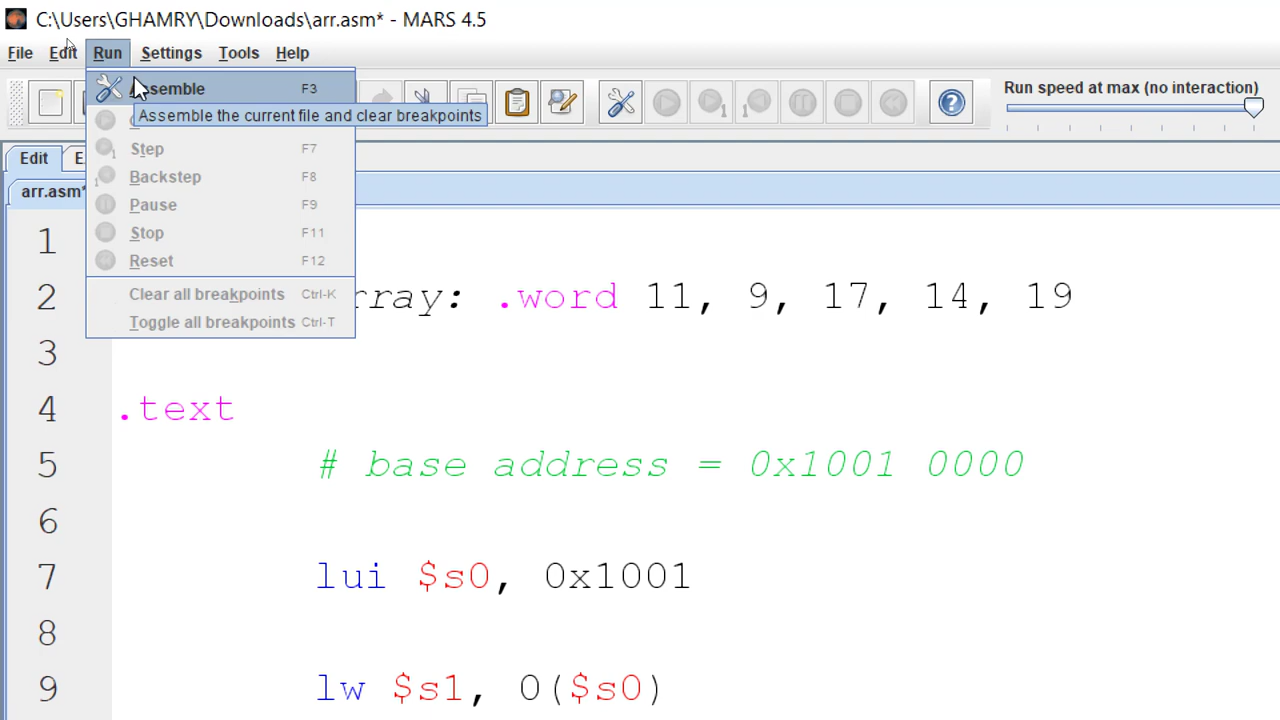 C:\Users\GHAMRY\Downloads\arr.asm* - MARS 4.5
File Edit Run Settings Tools Help
Run speed at max (no interaction)
F3
Assemble the current file and clear breakpoints
Step F7
Backstep F8
Pause F9
Stop F11
Reset F12
Clear all breakpoints Ctrl-K
Toggle all breakpoints Ctrl-T
Edit
arr.asm*
1
2 rray: .word 11, 9, 17, 14, 19
3
4 .text
5 # base address = 0x1001 0000
6
7 lui $s0, 0x1001
8
9 lw $s1, 0($s0)